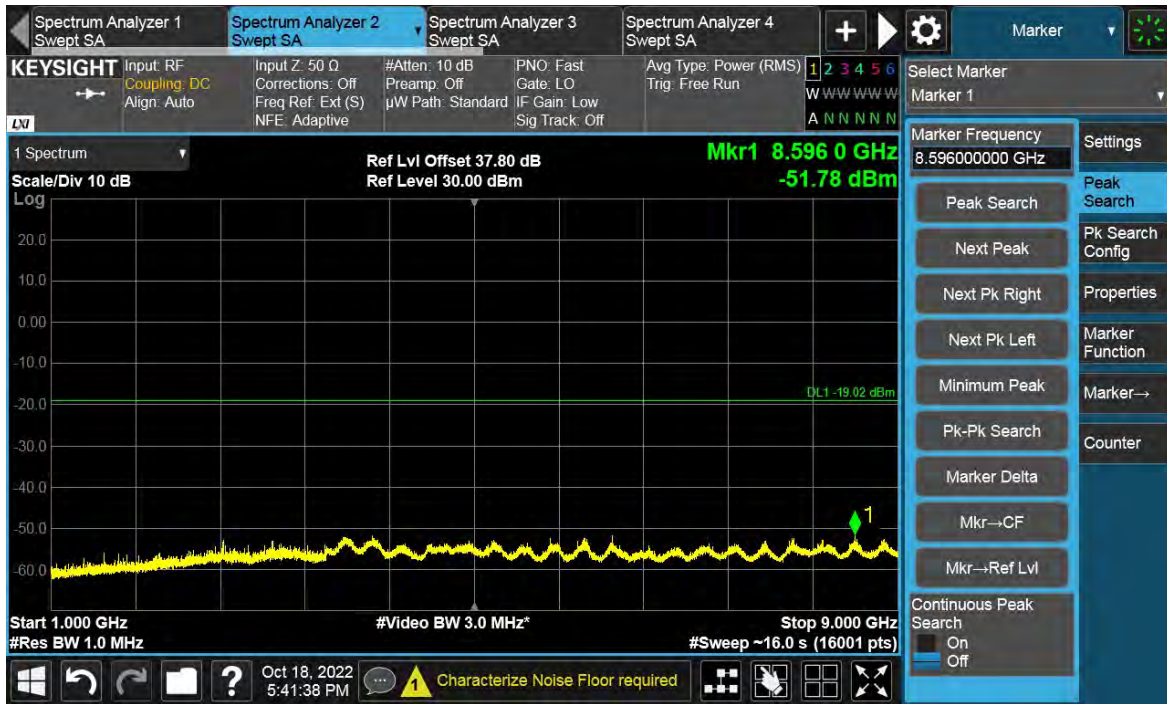 Spectrum Analyzer 1
Swept SA
Spectrum Analyzer 2
Swept SA
Spectrum Analyzer 3
Swept SA
Spectrum Analyzer 4
Swept SA
+
Marker
KEYSIGHT
LXI
Input: RF
Coupling: DC
Align: Auto
Input Z: 50 Ω
Corrections: Off
Freq Ref: Ext (S)
NFE: Adaptive
#Atten: 10 dB
Preamp: Off
µW Path: Standard
PNO: Fast
Gate: LO
IF Gain: Low
Sig Track: Off
Avg Type: Power (RMS)
Trig: Free Run
1 2 3 4 5 6
W W W W W W
A N N N N N
Select Marker
Marker 1
1 Spectrum
Scale/Div 10 dB
Ref Lvl Offset 37.80 dB
Ref Level 30.00 dBm
Mkr1 8.596 0 GHz
-51.78 dBm
Log
20.0
10.0
0.00
-10.0
-20.0
-30.0
-40.0
-50.0
-60.0
DL1 -19.02 dBm
1
Start 1.000 GHz
#Res BW 1.0 MHz
#Video BW 3.0 MHz*
Stop 9.000 GHz
#Sweep ~16.0 s (16001 pts)
Marker Frequency
8.596000000 GHz
Peak Search
Next Peak
Next Pk Right
Next Pk Left
Minimum Peak
Pk-Pk Search
Marker Delta
Mkr→CF
Mkr→Ref Lvl
Continuous Peak
Search
On
Off
Settings
Peak
Search
Pk Search
Config
Properties
Marker
Function
Marker→
Counter
?
Oct 18, 2022
5:41:38 PM
1
Characterize Noise Floor required